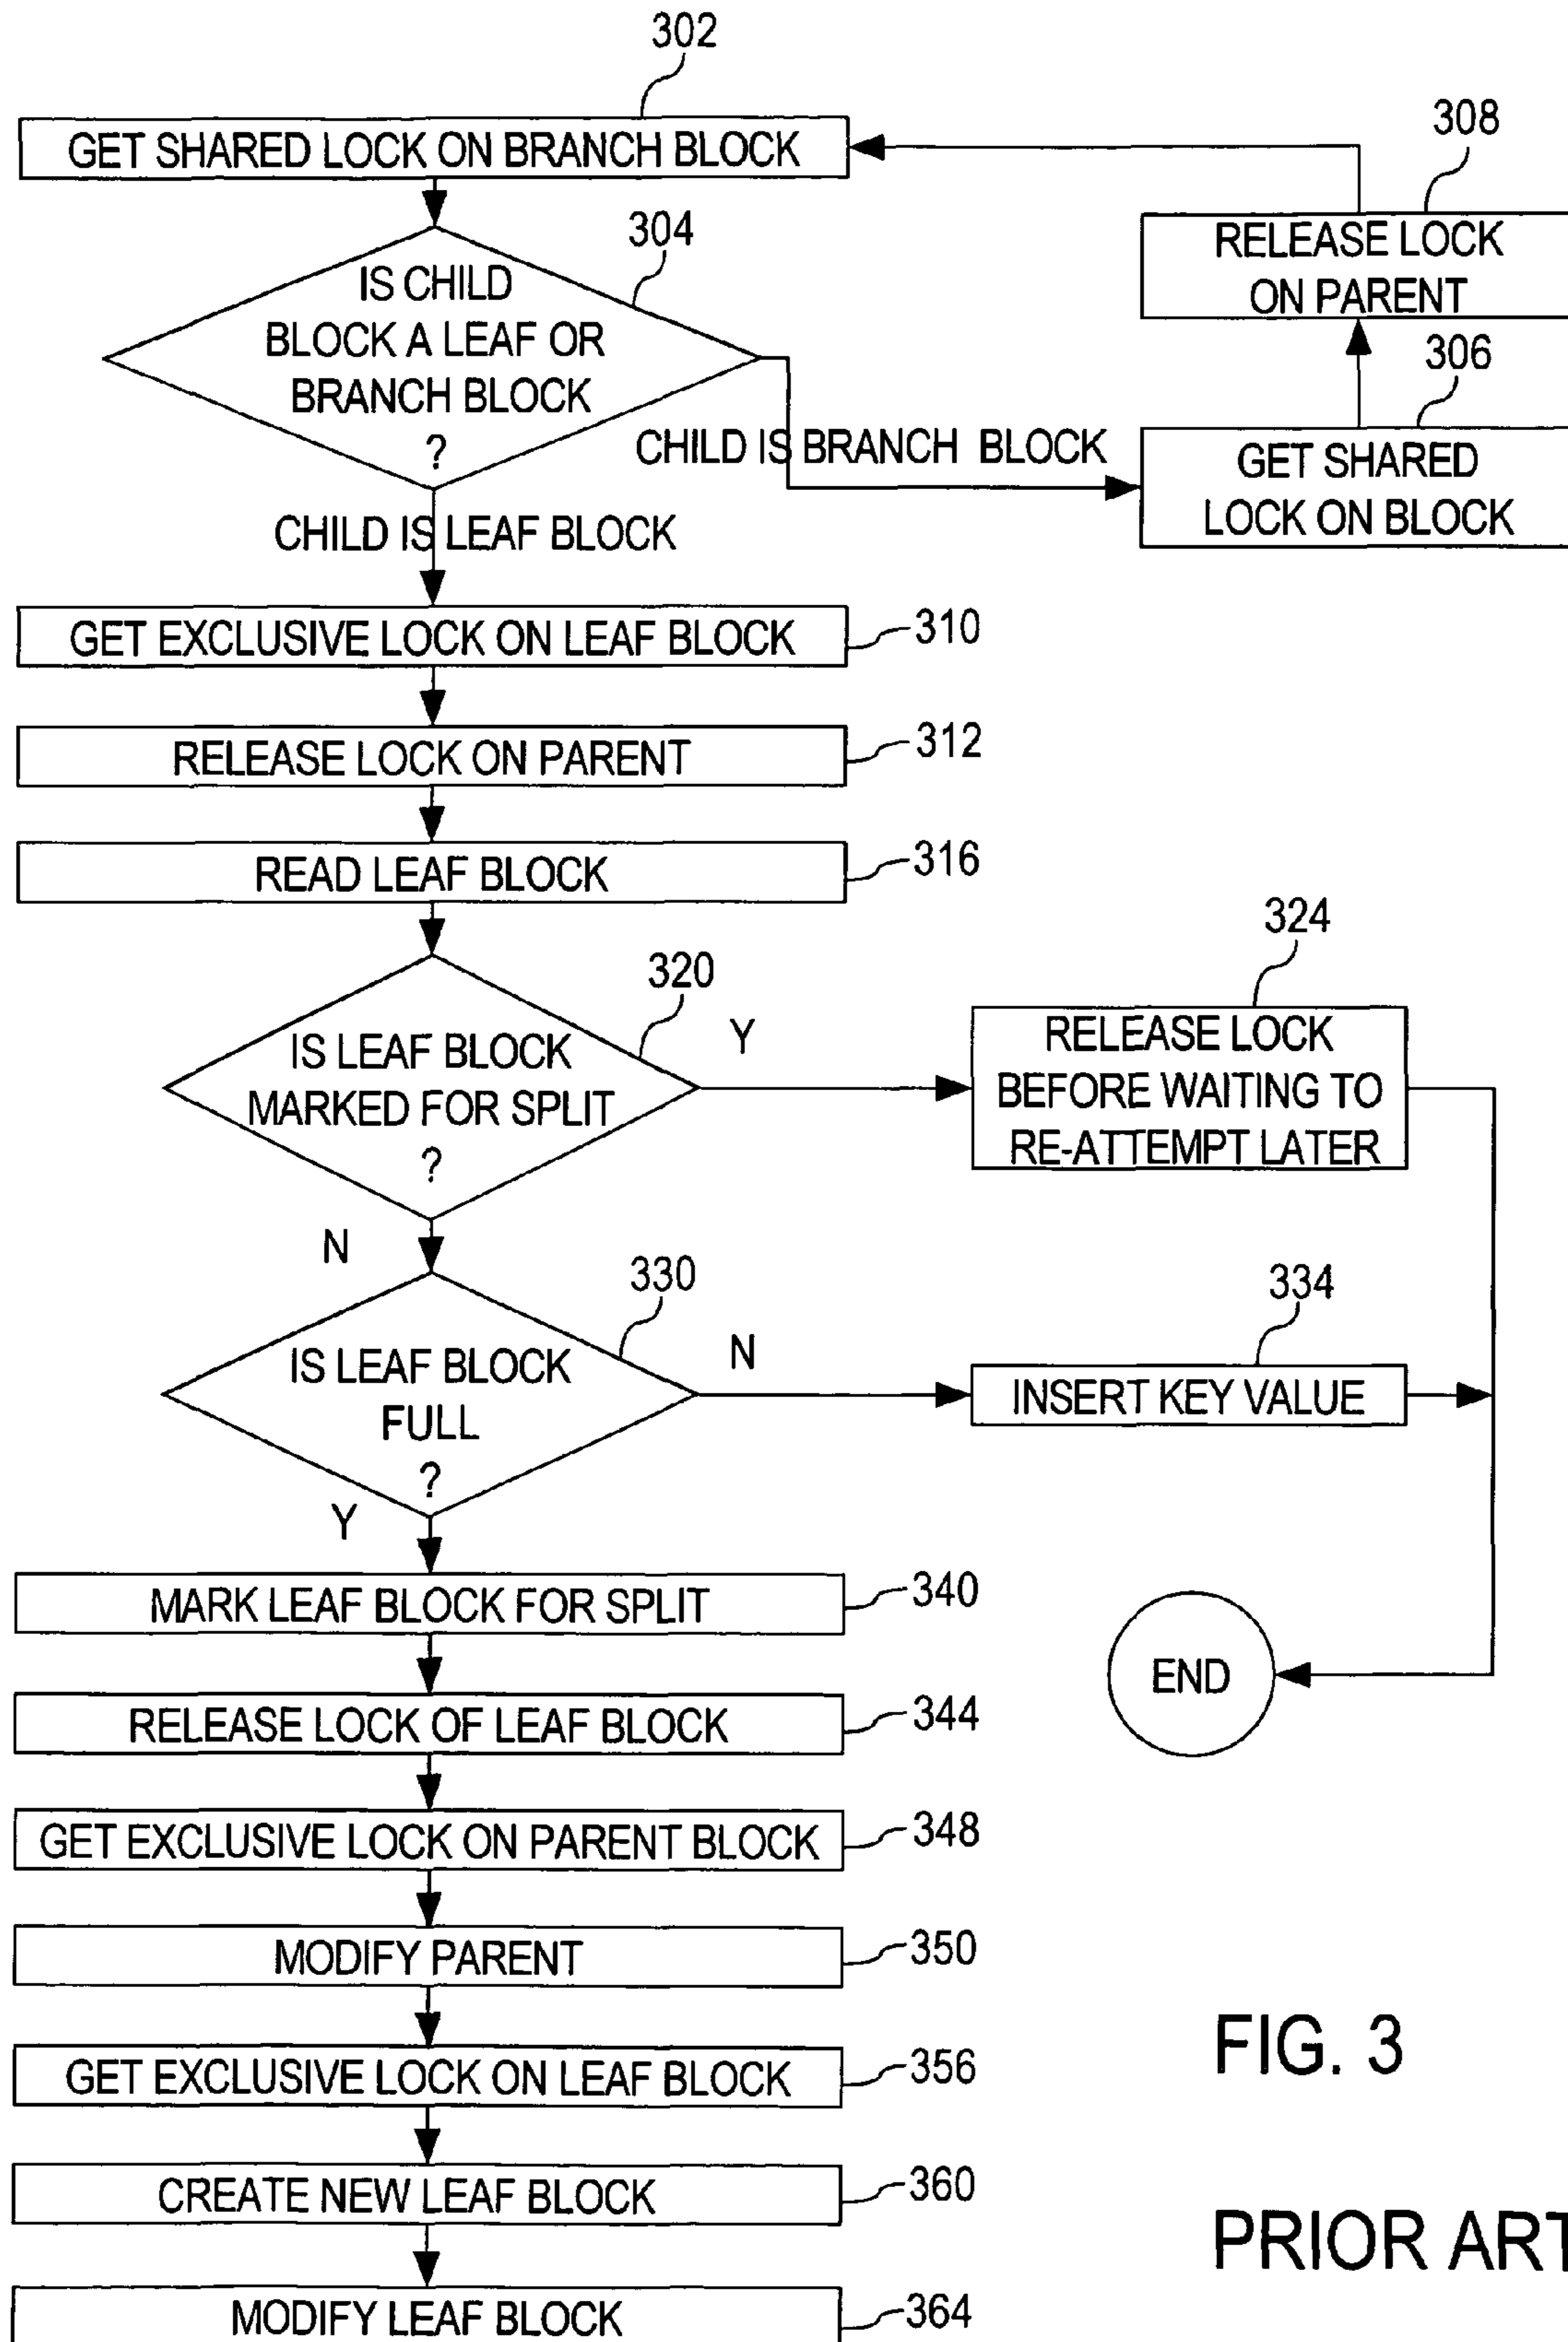 302
GET SHARED LOCK ON BRANCH BLOCK
308
RELEASE LOCK
ON PARENT
304
IS CHILD
BLOCK A LEAF OR
BRANCH BLOCK
?
306
CHILD IS BRANCH BLOCK
GET SHARED
LOCK ON BLOCK
CHILD IS LEAF BLOCK
GET EXCLUSIVE LOCK ON LEAF BLOCK
310
RELEASE LOCK ON PARENT
312
READ LEAF BLOCK
316
320
IS LEAF BLOCK
MARKED FOR SPLIT
?
Y
324
RELEASE LOCK
BEFORE WAITING TO
RE-ATTEMPT LATER
N
330
IS LEAF BLOCK
FULL
?
N
334
INSERT KEY VALUE
Y
MARK LEAF BLOCK FOR SPLIT
340
END
RELEASE LOCK OF LEAF BLOCK
344
GET EXCLUSIVE LOCK ON PARENT BLOCK
348
MODIFY PARENT
350
GET EXCLUSIVE LOCK ON LEAF BLOCK
356
CREATE NEW LEAF BLOCK
360
MODIFY LEAF BLOCK
364
FIG. 3
PRIOR ART